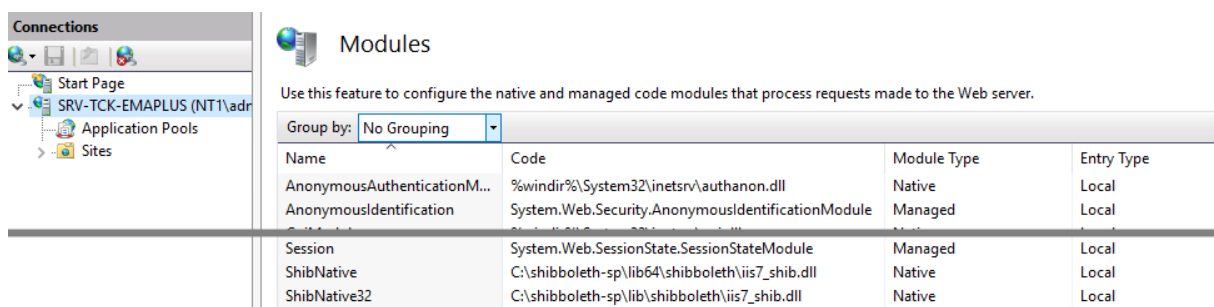 Connections
Start Page
SRV-TCK-EMAPLUS (NT1\adr
Application Pools
Sites
Modules
Use this feature to configure the native and managed code modules that process requests made to the Web server.
Group by: No Grouping
Name Code Module Type Entry Type
AnonymousAuthenticationM... %windir%\System32\inetsrv\authanon.dll Native Local
AnonymousIdentification System.Web.Security.AnonymousIdentificationModule Managed Local
Session System.Web.SessionState.SessionStateModule Managed Local
ShibNative C:\shibboleth-sp\lib64\shibboleth\iis7_shib.dll Native Local
ShibNative32 C:\shibboleth-sp\lib\shibboleth\iis7_shib.dll Native Local